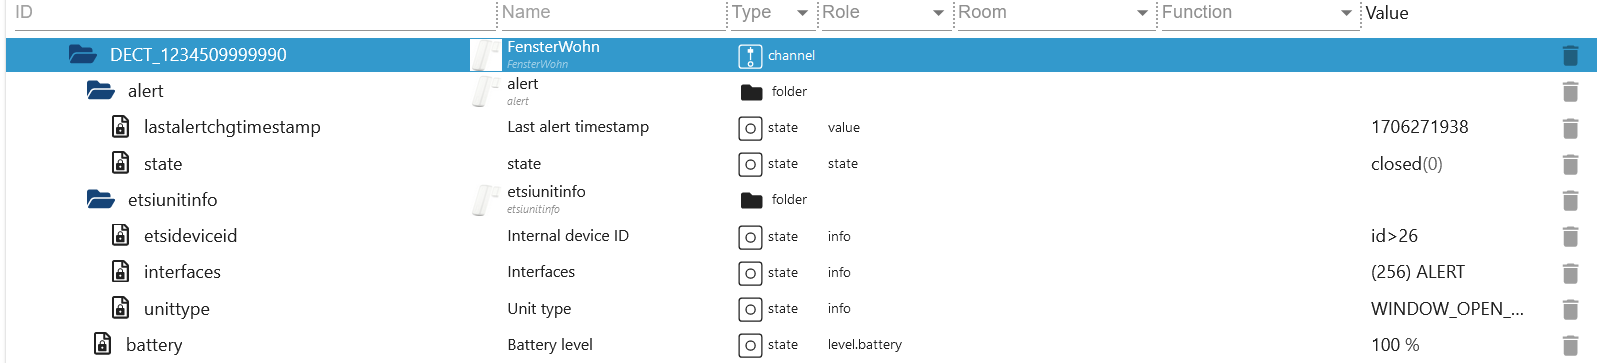 ID Name Type Role Room Function Value
DECT_1234509999990 FensterWohn channel
FensterWohn
alert alert folder
alert
lastalertchgtimestamp Last alert timestamp state value 1706271938
state state state state closed(0)
etsiunitinfo etsiunitinfo folder
etsiunitinfo
etsideviceid Internal device ID state info id>26
interfaces Interfaces state info (256) ALERT
unittype Unit type state info WINDOW_OPEN_...
battery Battery level state level.battery 100 %